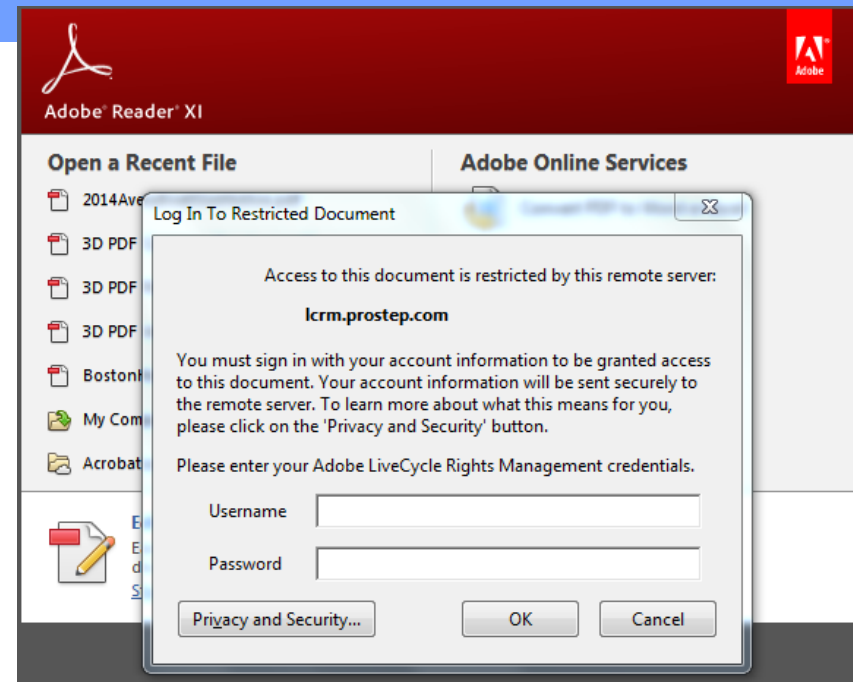 Adobe
Adobe® Reader® XI
Open a Recent File
Adobe Online Services
2014Ave
Log In To Restricted Document
3D PDF
3D PDF
3D PDF
My Com
Acrobat
Access to this document is restricted by this remote server:
lcrm.prostep.com
You must sign in with your account information to be granted access
to this document. Your account information will be sent securely to
the remote server. To learn more about what this means for you,
please click on the 'Privacy and Security' button.
Please enter your Adobe LiveCycle Rights Management credentials.
Username
Password
Privacy and Security...
OK
Cancel